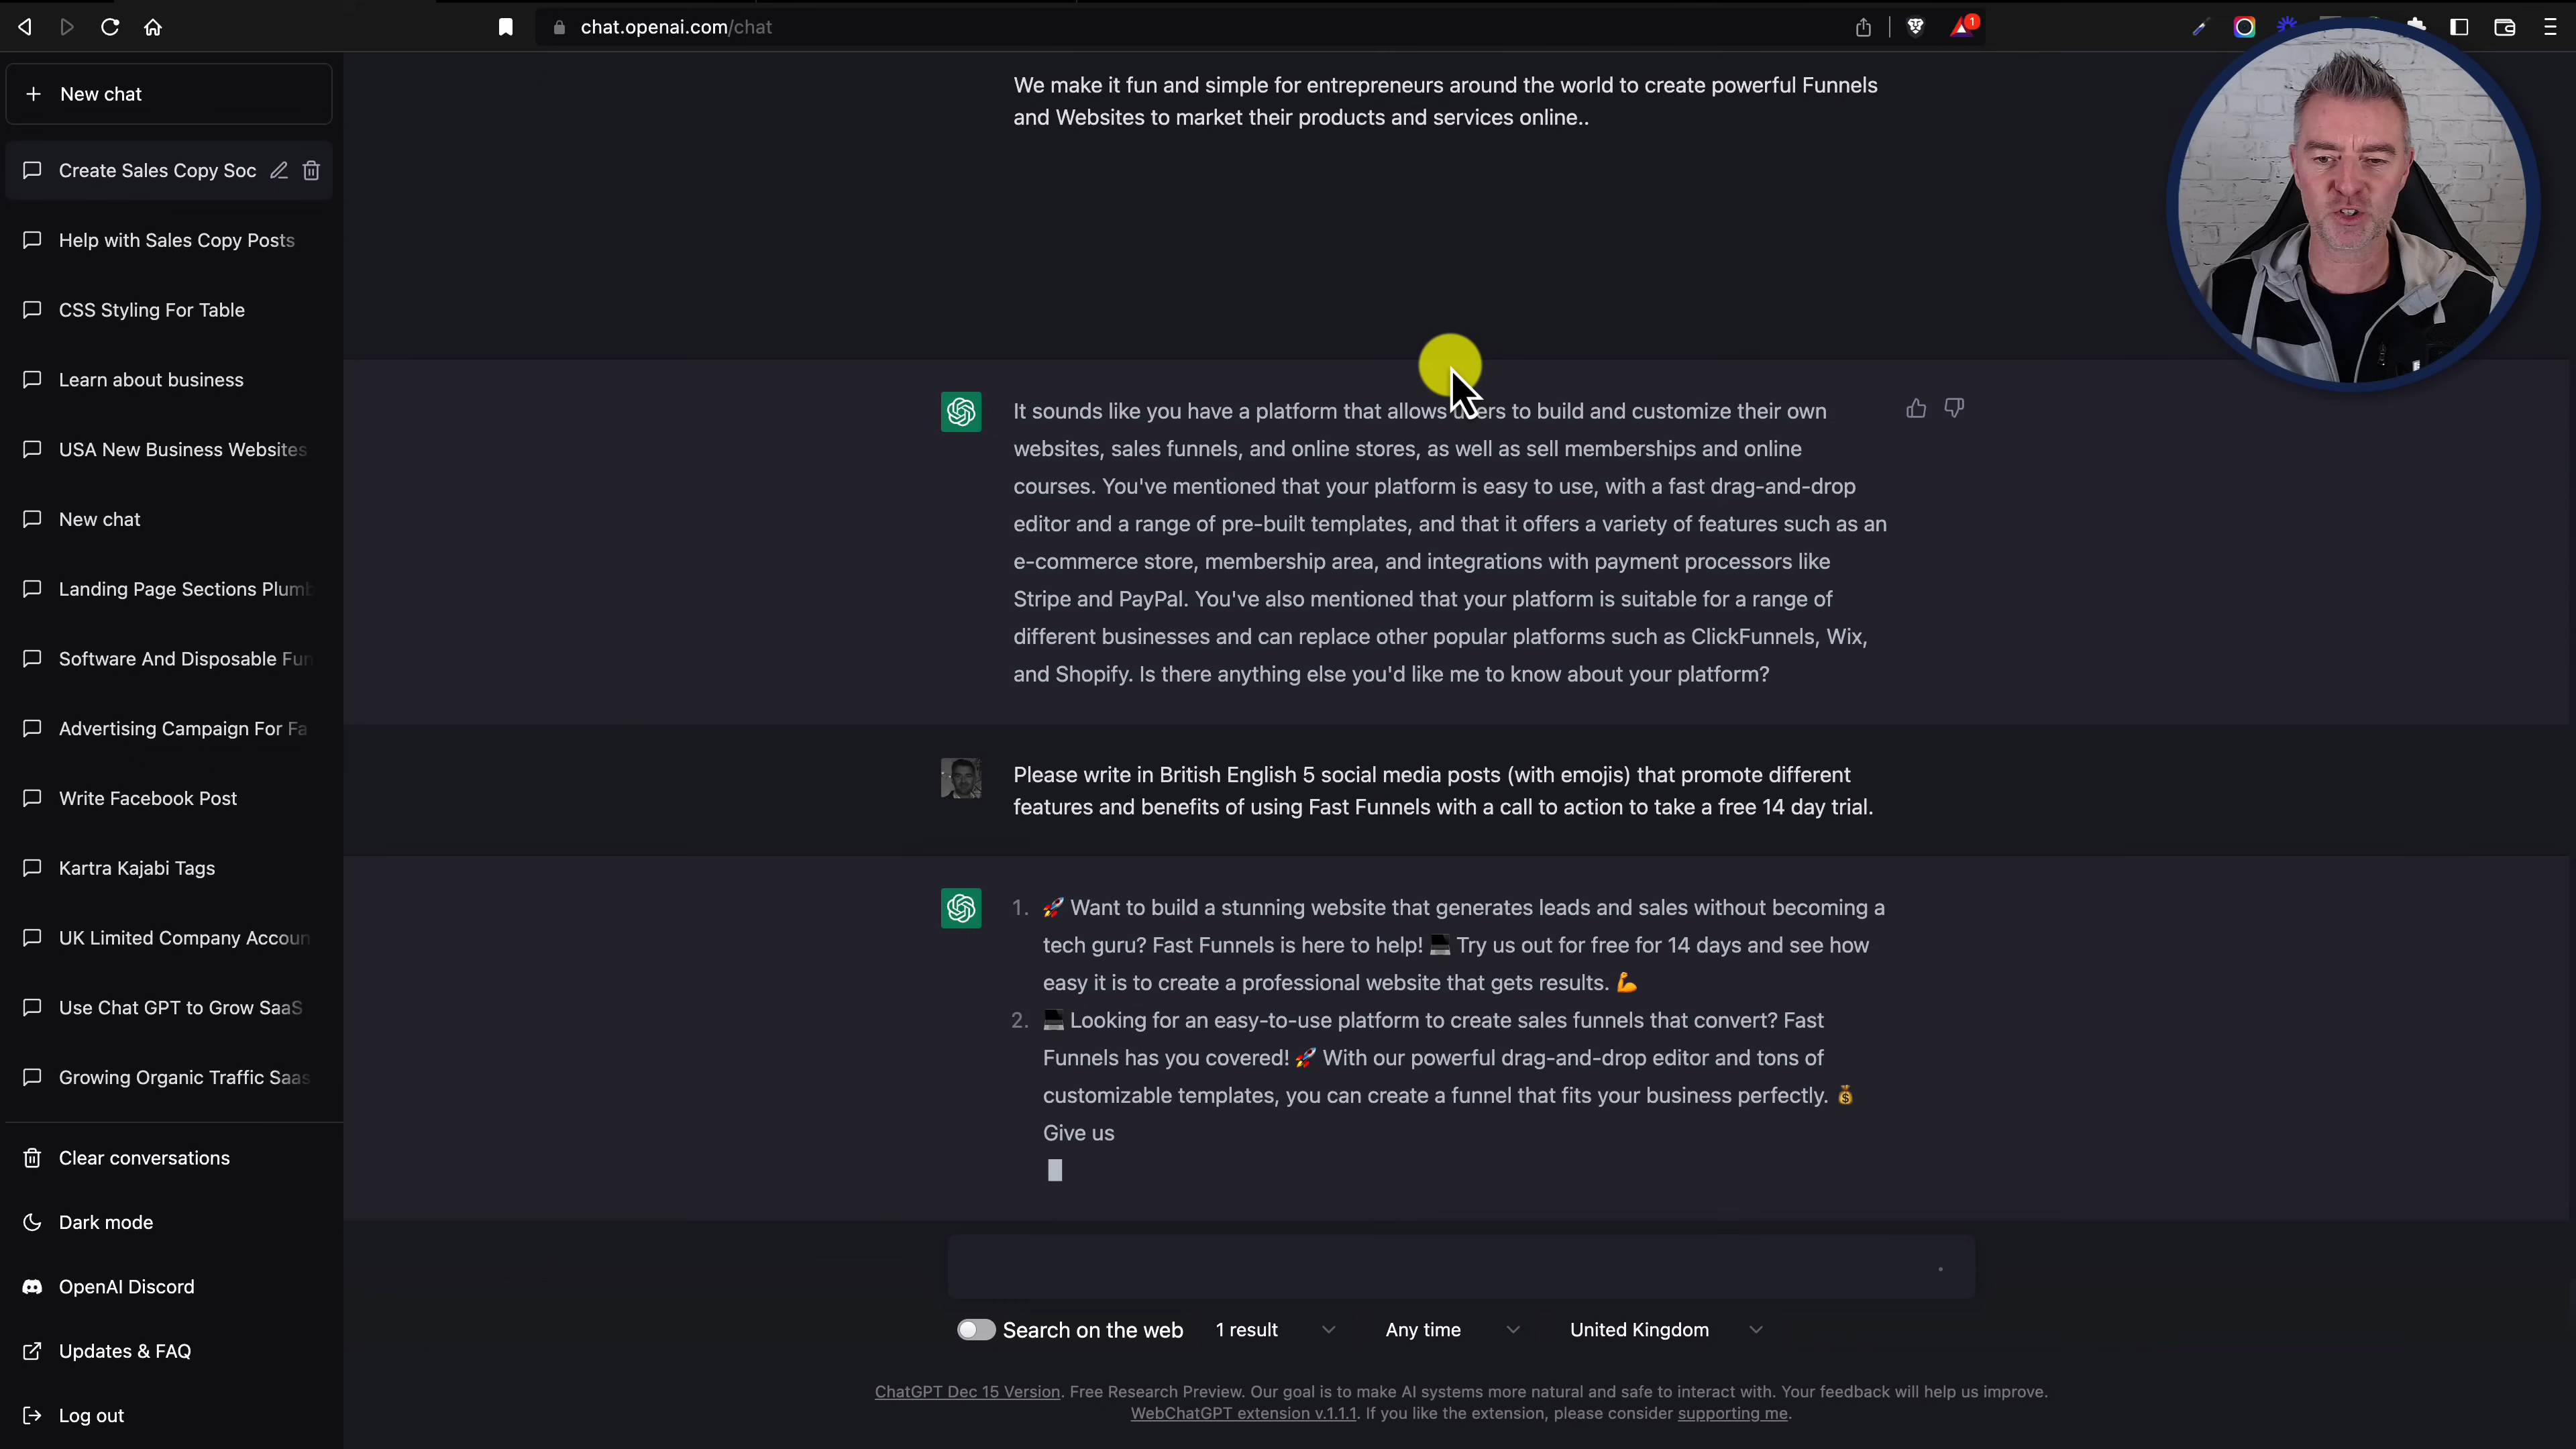 chat.openai.com/chat
1
New chat
Create Sales Copy Soc
Help with Sales Copy Posts
CSS Styling For Table
Learn about business
USA New Business Websites
New chat
Landing Page Sections Plumb
Software And Disposable Fun
Advertising Campaign For Fa
Write Facebook Post
Kartra Kajabi Tags
UK Limited Company Accoun
Use Chat GPT to Grow SaaS
Growing Organic Traffic Saas
Clear conversations
Dark mode
OpenAI Discord
Updates & FAQ
Log out
We make it fun and simple for entrepreneurs around the world to create powerful Funnels
and Websites to market their products and services online..
It sounds like you have a platform that allows users to build and customize their own
websites, sales funnels, and online stores, as well as sell memberships and online
courses. You've mentioned that your platform is easy to use, with a fast drag-and-drop
editor and a range of pre-built templates, and that it offers a variety of features such as an
e-commerce store, membership area, and integrations with payment processors like
Stripe and PayPal. You've also mentioned that your platform is suitable for a range of
different businesses and can replace other popular platforms such as ClickFunnels, Wix,
and Shopify. Is there anything else you'd like me to know about your platform?
Please write in British English 5 social media posts (with emojis) that promote different
features and benefits of using Fast Funnels with a call to action to take a free 14 day trial.
1. 🚀 Want to build a stunning website that generates leads and sales without becoming a
tech guru? Fast Funnels is here to help! 💻 Try us out for free for 14 days and see how
easy it is to create a professional website that gets results. 💪
2. 💻 Looking for an easy-to-use platform to create sales funnels that convert? Fast
Funnels has you covered! 🚀 With our powerful drag-and-drop editor and tons of
customizable templates, you can create a funnel that fits your business perfectly. 💰
Give us
Search on the web 1 result Any time United Kingdom
ChatGPT Dec 15 Version. Free Research Preview. Our goal is to make AI systems more natural and safe to interact with. Your feedback will help us improve.
WebChatGPT extension v.1.1.1. If you like the extension, please consider supporting me.